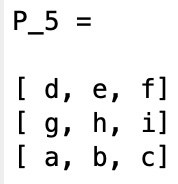 P_5 =
[ d, e, f]
[ g, h, i]
[ a, b, c]